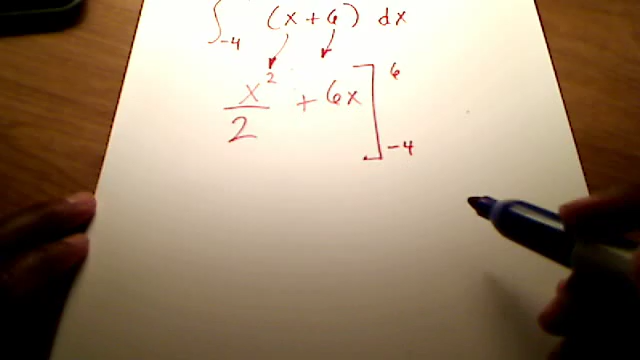 ∫₋₄ (x + 6) dx
x²/2 + 6x ]⁶₋₄